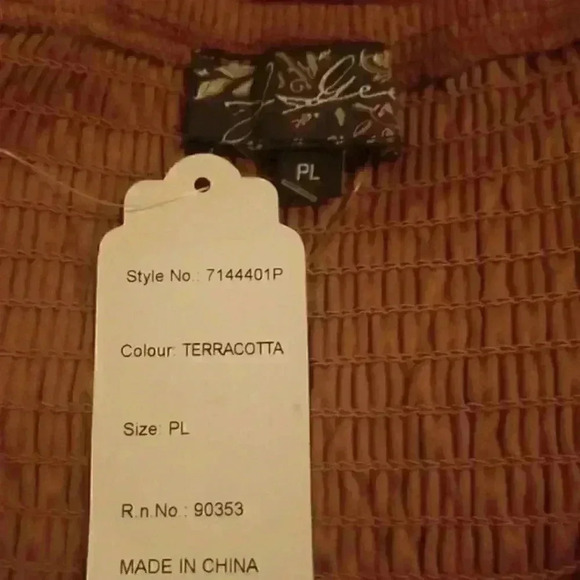 PL
Style No.: 7144401P
Colour: TERRACOTTA
Size: PL
R.n.No.: 90353
MADE IN CHINA